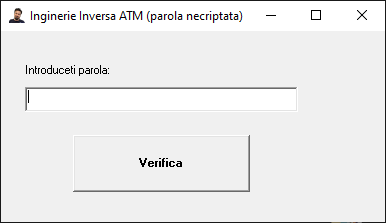 Inginerie Inversa ATM (parola necriptata)
Introduceti parola:
Verifica